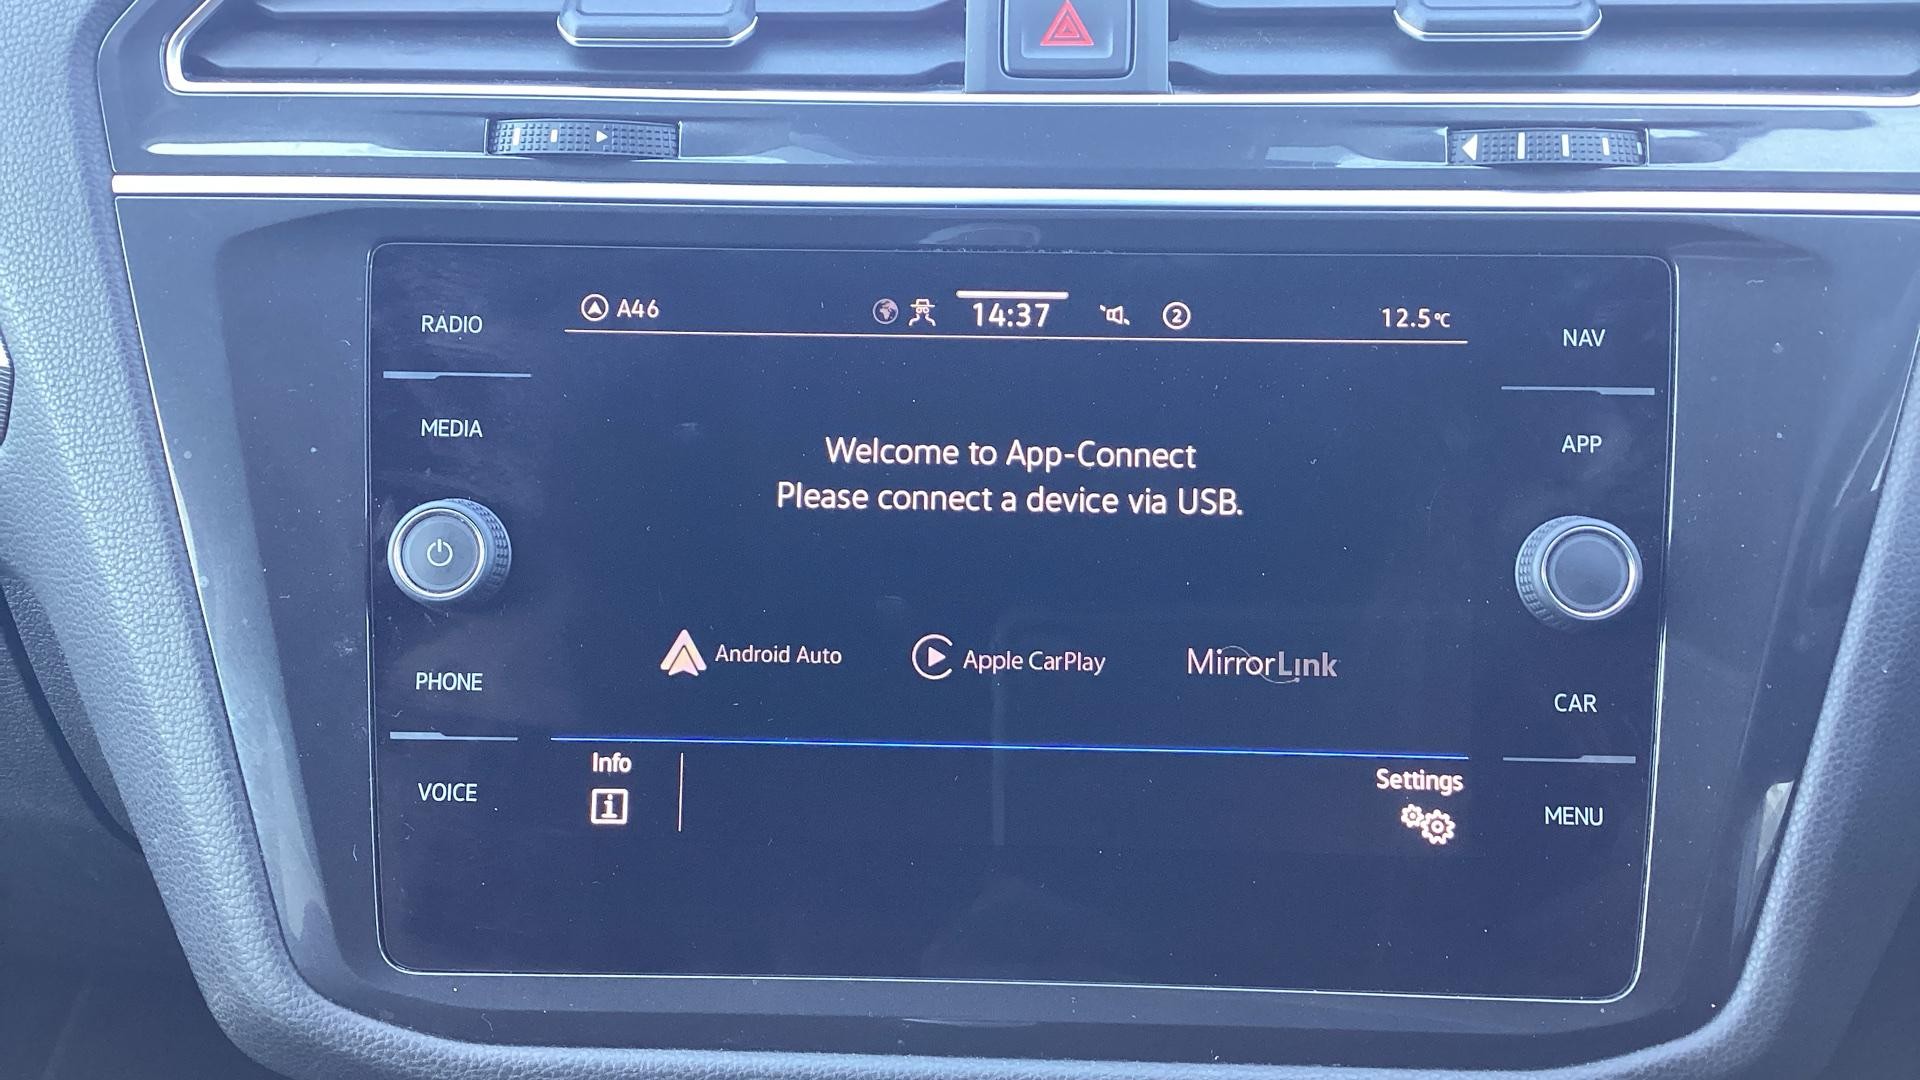 A46
14:37
2
12.5°C
RADIO
NAV
MEDIA
APP
Welcome to App-Connect
Please connect a device via USB.
Android Auto
Apple CarPlay
MirrorLink
PHONE
CAR
Info
Settings
VOICE
MENU